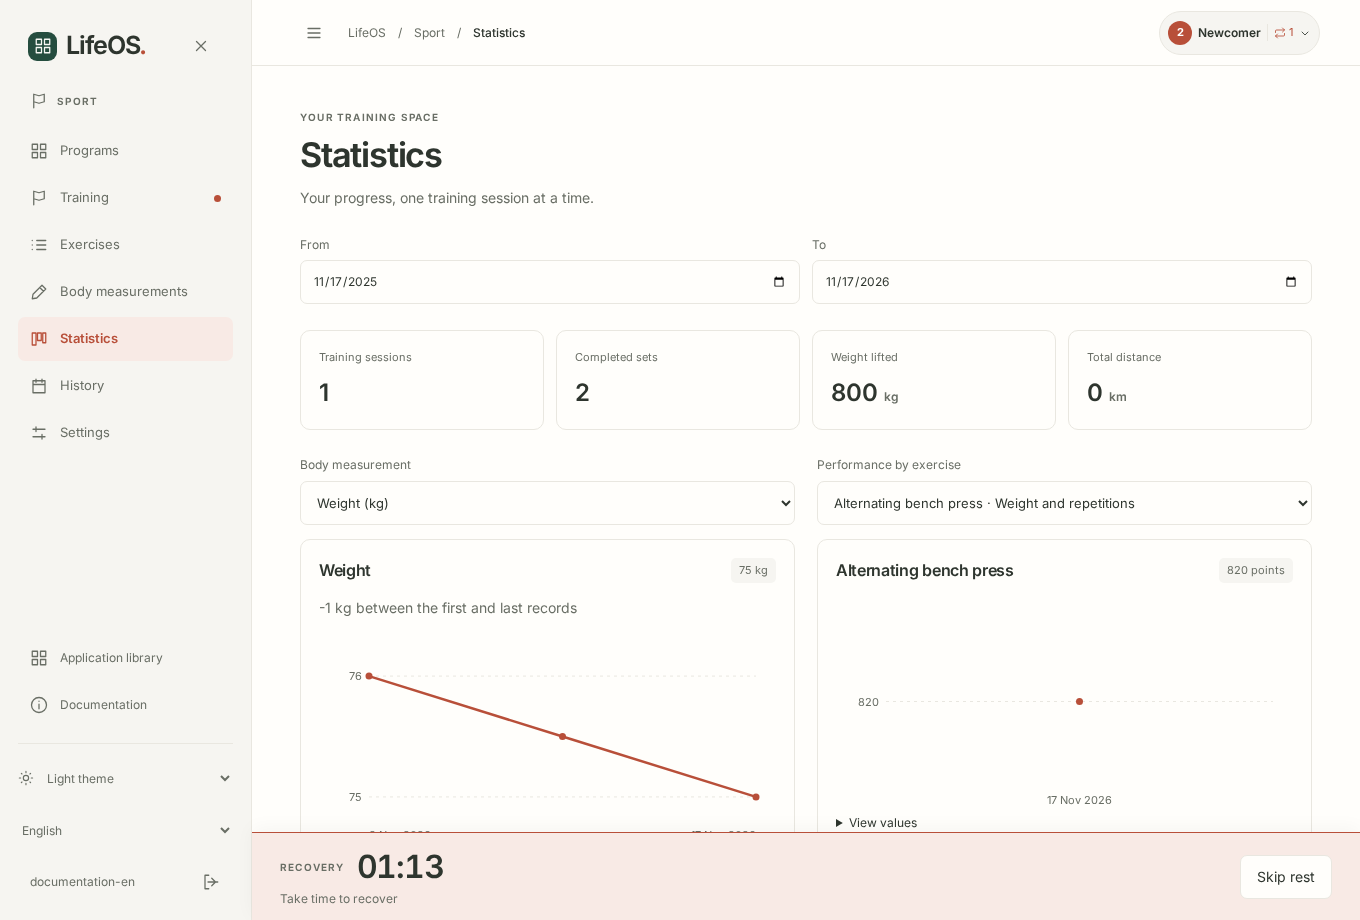 LifeOS.
SPORT
Programs
Training
Exercises
Body measurements
Statistics
History
Settings
Application library
Documentation
Light theme
English
documentation-en
LifeOS / Sport / Statistics
2 Newcomer 1
YOUR TRAINING SPACE
Statistics
Your progress, one training session at a time.
From
11/17/2025
To
11/17/2026
Training sessions
1
Completed sets
2
Weight lifted
800 kg
Total distance
0 km
Body measurement
Weight (kg)
Performance by exercise
Alternating bench press · Weight and repetitions
Weight
75 kg
-1 kg between the first and last records
76
75
Alternating bench press
820 points
820
17 Nov 2026
View values
RECOVERY 01:13
Take time to recover
Skip rest